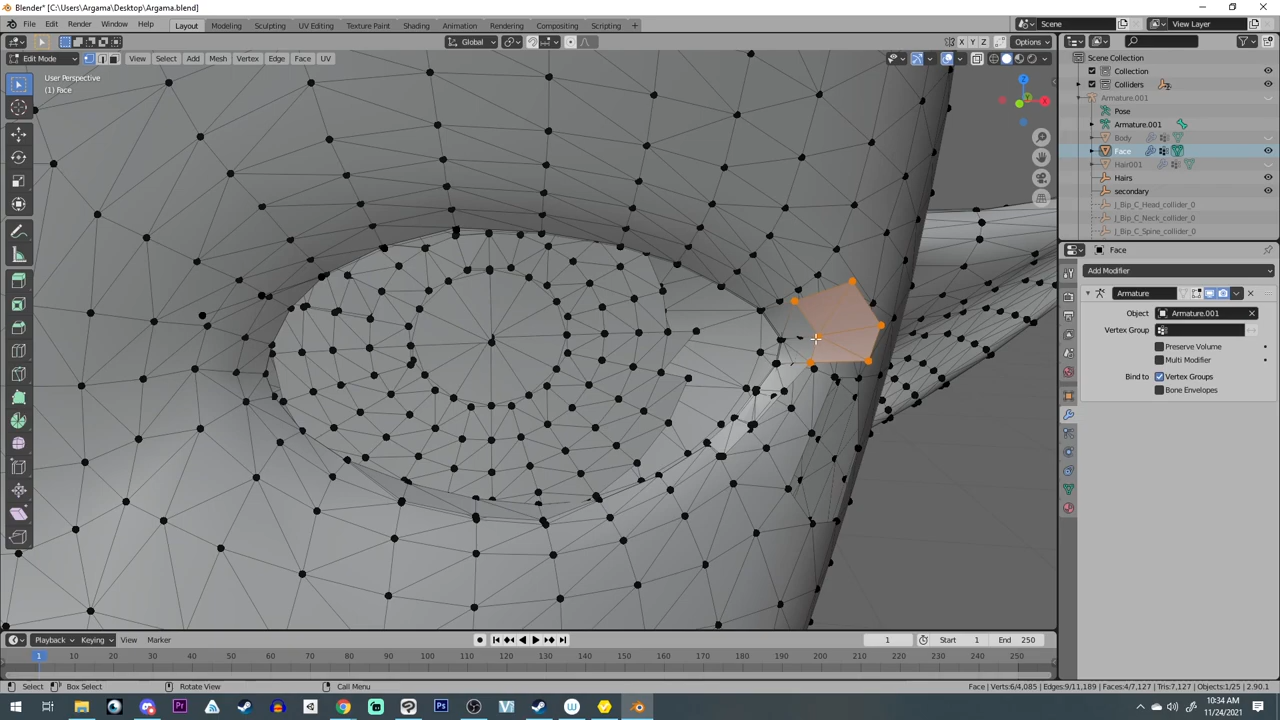 Blender* [C:\Users\Argama\Desktop\Argama.blend]
File Edit Render Window Help Layout Modeling Sculpting UV Editing Texture Paint Shading Animation Rendering Compositing Scripting + Scene View Layer
Global X Y Z Options
Edit Mode View Select Add Mesh Vertex Edge Face UV
User Perspective
(1) Face
Scene Collection
Collection
Colliders
Armature.001
Pose
Armature.001
Body
Face
Hair001
Hairs
secondary
J_Bip_C_Head_collider_0
J_Bip_C_Neck_collider_0
J_Bip_C_Spine_collider_0
Face
Add Modifier
Armature
Object Armature.001
Vertex Group
Preserve Volume
Multi Modifier
Bind to Vertex Groups
Bone Envelopes
Playback Keying View Marker 1 Start 1 End 250
1 10 20 30 40 50 60 70 80 90 100 110 120 130 140 150 160 170 180 190 200 210 220 230 240 250
Select Box Select Rotate View Call Menu Face | Verts:6/4,085 | Edges:9/11,189 | Faces:4/7,127 | Tris:7,127 | Objects:1/25 | 2.90.1
10:34 AM
11/24/2021